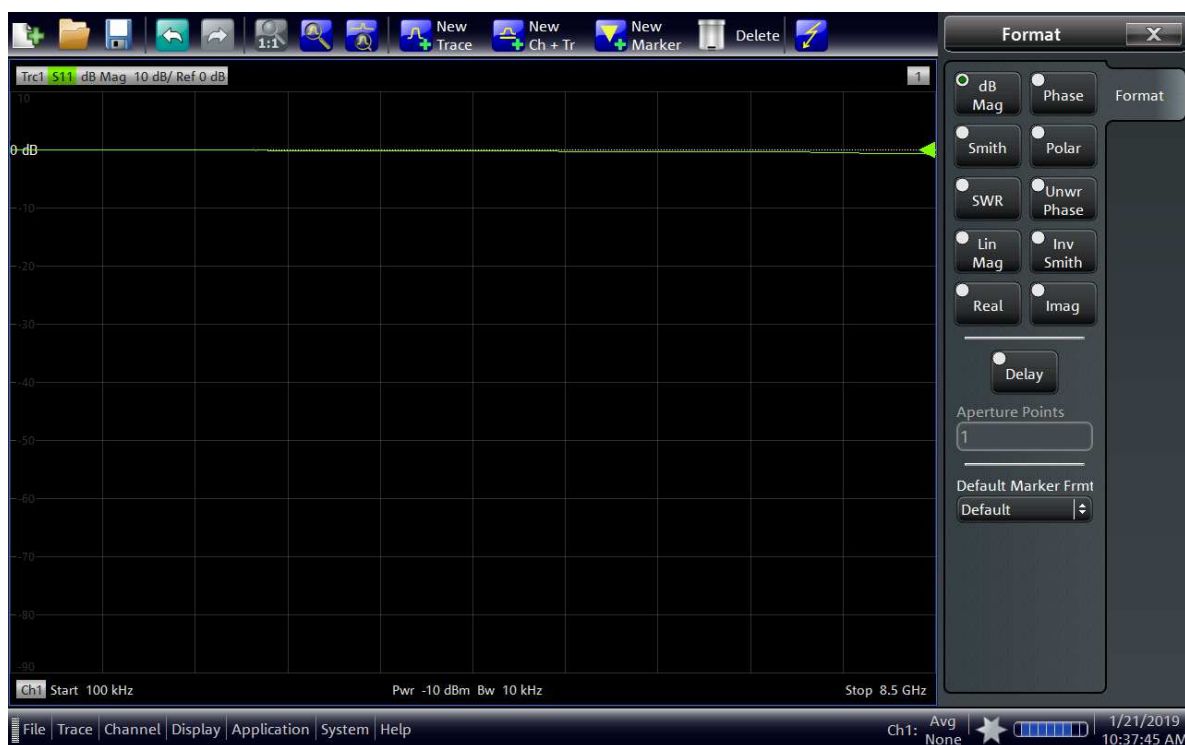 1:1
New
Trace
New
Ch + Tr
New
Marker
Delete
Format
X
Trc1 S11 dB Mag 10 dB/ Ref 0 dB
1
10
0 dB
-10
-20
-30
-40
-50
-60
-70
-80
-90
Ch1 Start 100 kHz
Pwr -10 dBm Bw 10 kHz
Stop 8.5 GHz
dB
Mag
Phase
Format
Smith
Polar
SWR
Unwr
Phase
Lin
Mag
Inv
Smith
Real
Imag
Delay
Aperture Points
1
Default Marker Frmt
Default
File Trace Channel Display Application System Help
Ch1:
Avg
None
1/21/2019
10:37:45 AM